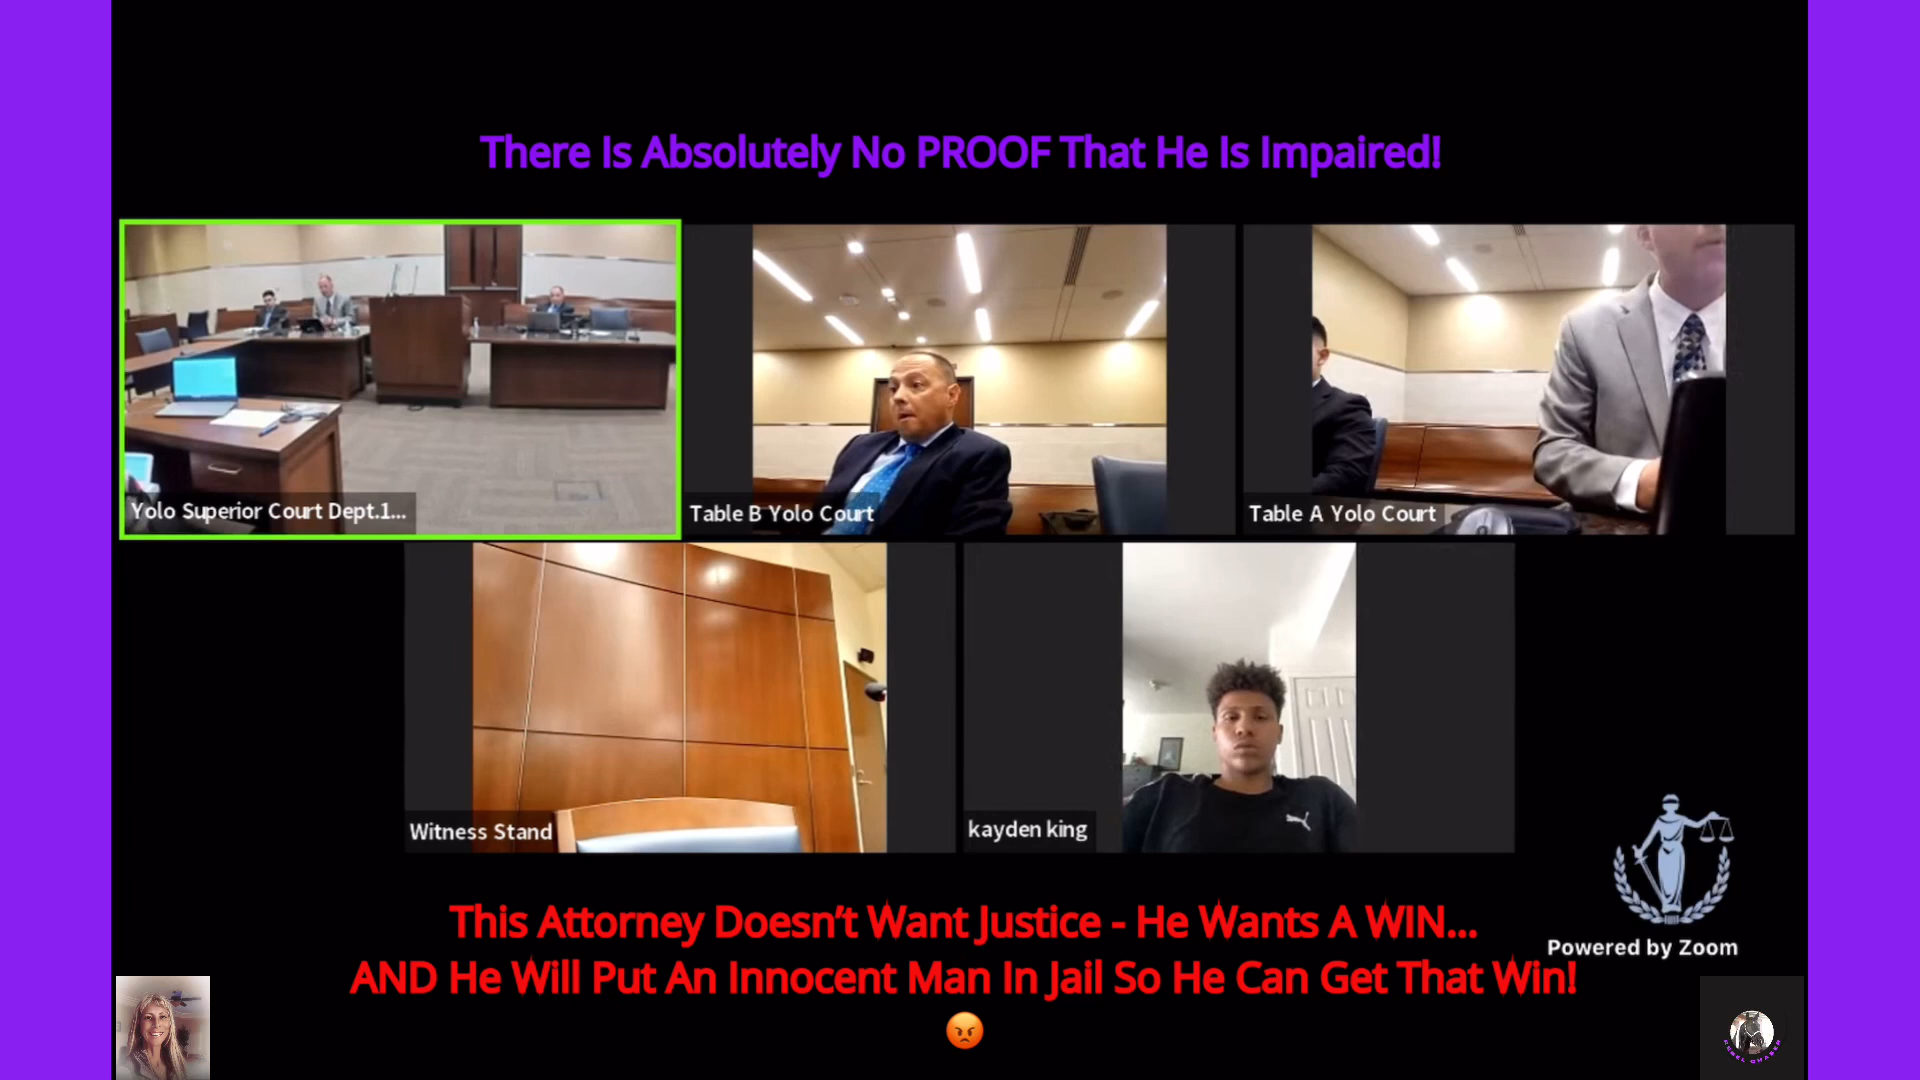 There Is Absolutely No PROOF That He Is Impaired!
Yolo Superior Court Dept.1...
Table B Yolo Court
Table A Yolo Court
Witness Stand
kayden king
Powered by Zoom
This Attorney Doesn't Want Justice - He Wants A WIN...
AND He Will Put An Innocent Man In Jail So He Can Get That Win!
😡
REBEL CHASER